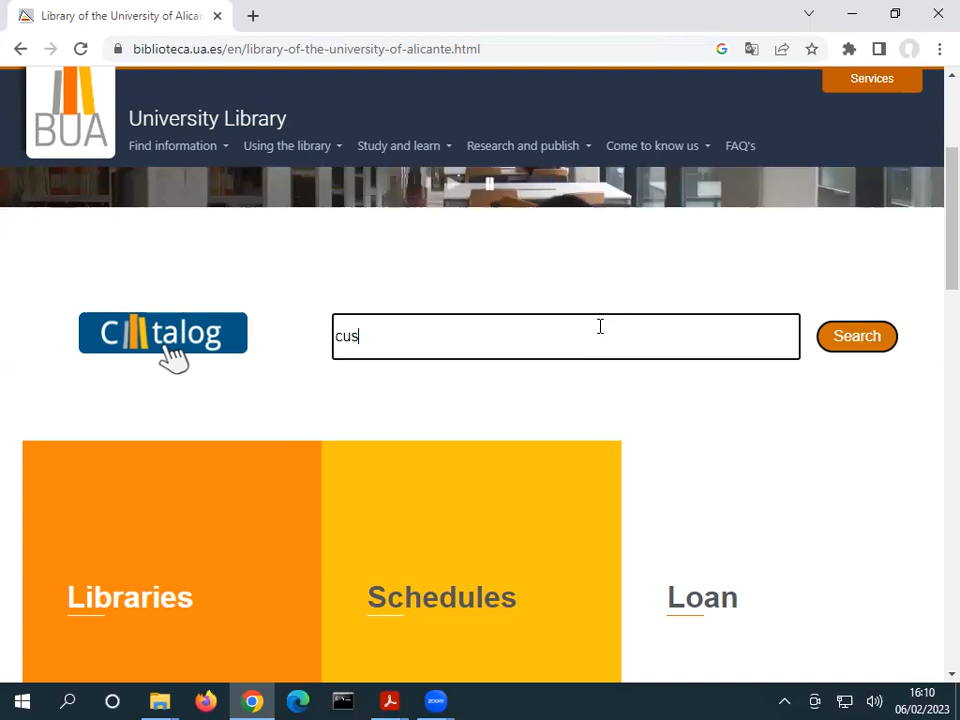 Library of the University of Alican
biblioteca.ua.es/en/library-of-the-university-of-alicante.html
Services
BUA
University Library
Find information
Using the library
Study and learn
Research and publish
Come to know us
FAQ's
Catalog
cus
Search
Libraries
Schedules
Loan
zoom
16:10
06/02/2023